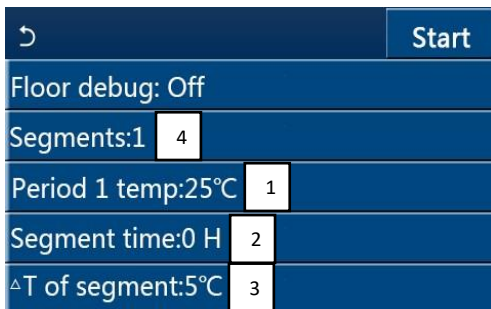 Start
Floor debug: Off
Segments:1 4
Period 1 temp:25℃ 1
Segment time:0 H 2
△T of segment:5℃ 3